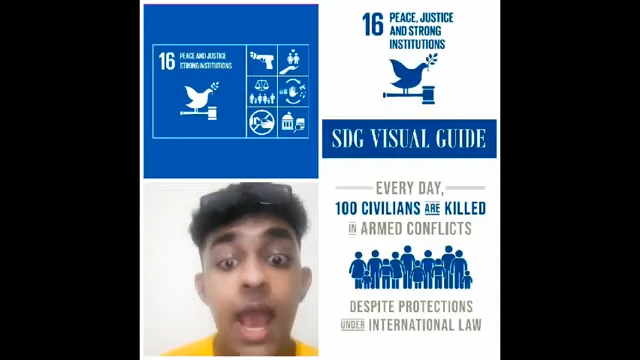 16 PEACE AND JUSTICE
STRONG INSTITUTIONS
16 PEACE, JUSTICE
AND STRONG
INSTITUTIONS
SDG VISUAL GUIDE
EVERY DAY,
100 CIVILIANS ARE KILLED
IN ARMED CONFLICTS
DESPITE PROTECTIONS
UNDER INTERNATIONAL LAW